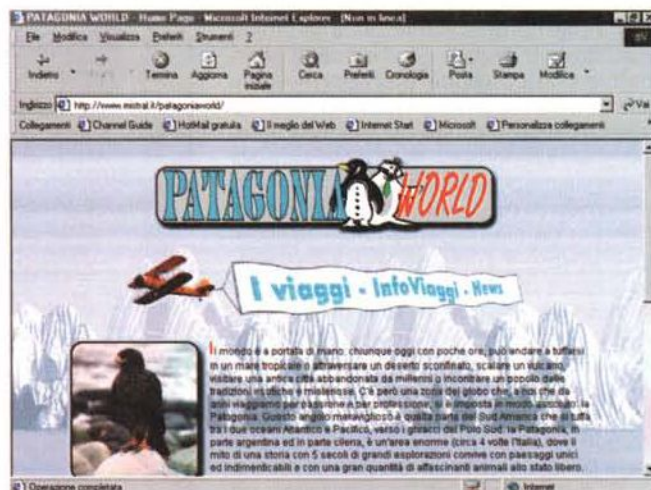 PATAGONIA WORLD - Home Page - Microsoft Internet Explorer - [Non in linea]
File Modifica Visualizza Preferiti Strumenti ?
Indietro Termina Aggiorna Pagina iniziale Cerca Preferiti Cronologia Posta Stampa Modifica
Indirizzo http://www.mistral.it/patagoniaworld/ Vai
Collegamenti Channel Guide HotMail gratuita Il meglio del Web Internet Start Microsoft Personalizza collegamenti
PATAGONIA WORLD
I viaggi - InfoViaggi - News
Il mondo è a portata di mano, chiunque oggi con poche ore, può andare a tuffarsi
in un mare tropicale o attraversare un deserto sconfinato, scalare un vulcano,
visitare una antica città abbandonata da millenni o incontrare un popolo dalle
tradizioni esotiche e misteriose. C'è però una zona del globo che, a noi che da
anni viaggiamo per passione e per professione, si è imposta in modo assoluto: la
Patagonia. Questo angolo meraviglioso è quella parte del Sud America che si tuffa
tra i due oceani Atlantico e Pacifico, verso i ghiacci del Polo Sud: la Patagonia, in
parte argentina ed in parte cilena, è un'area enorme (circa 4 volte l'Italia), dove il
mito di una storia con 5 secoli di grandi esplorazioni convive con paesaggi unici
ed indimenticabili e con una gran quantità di affascinanti animali allo stato libero.
Operazione completata Internet